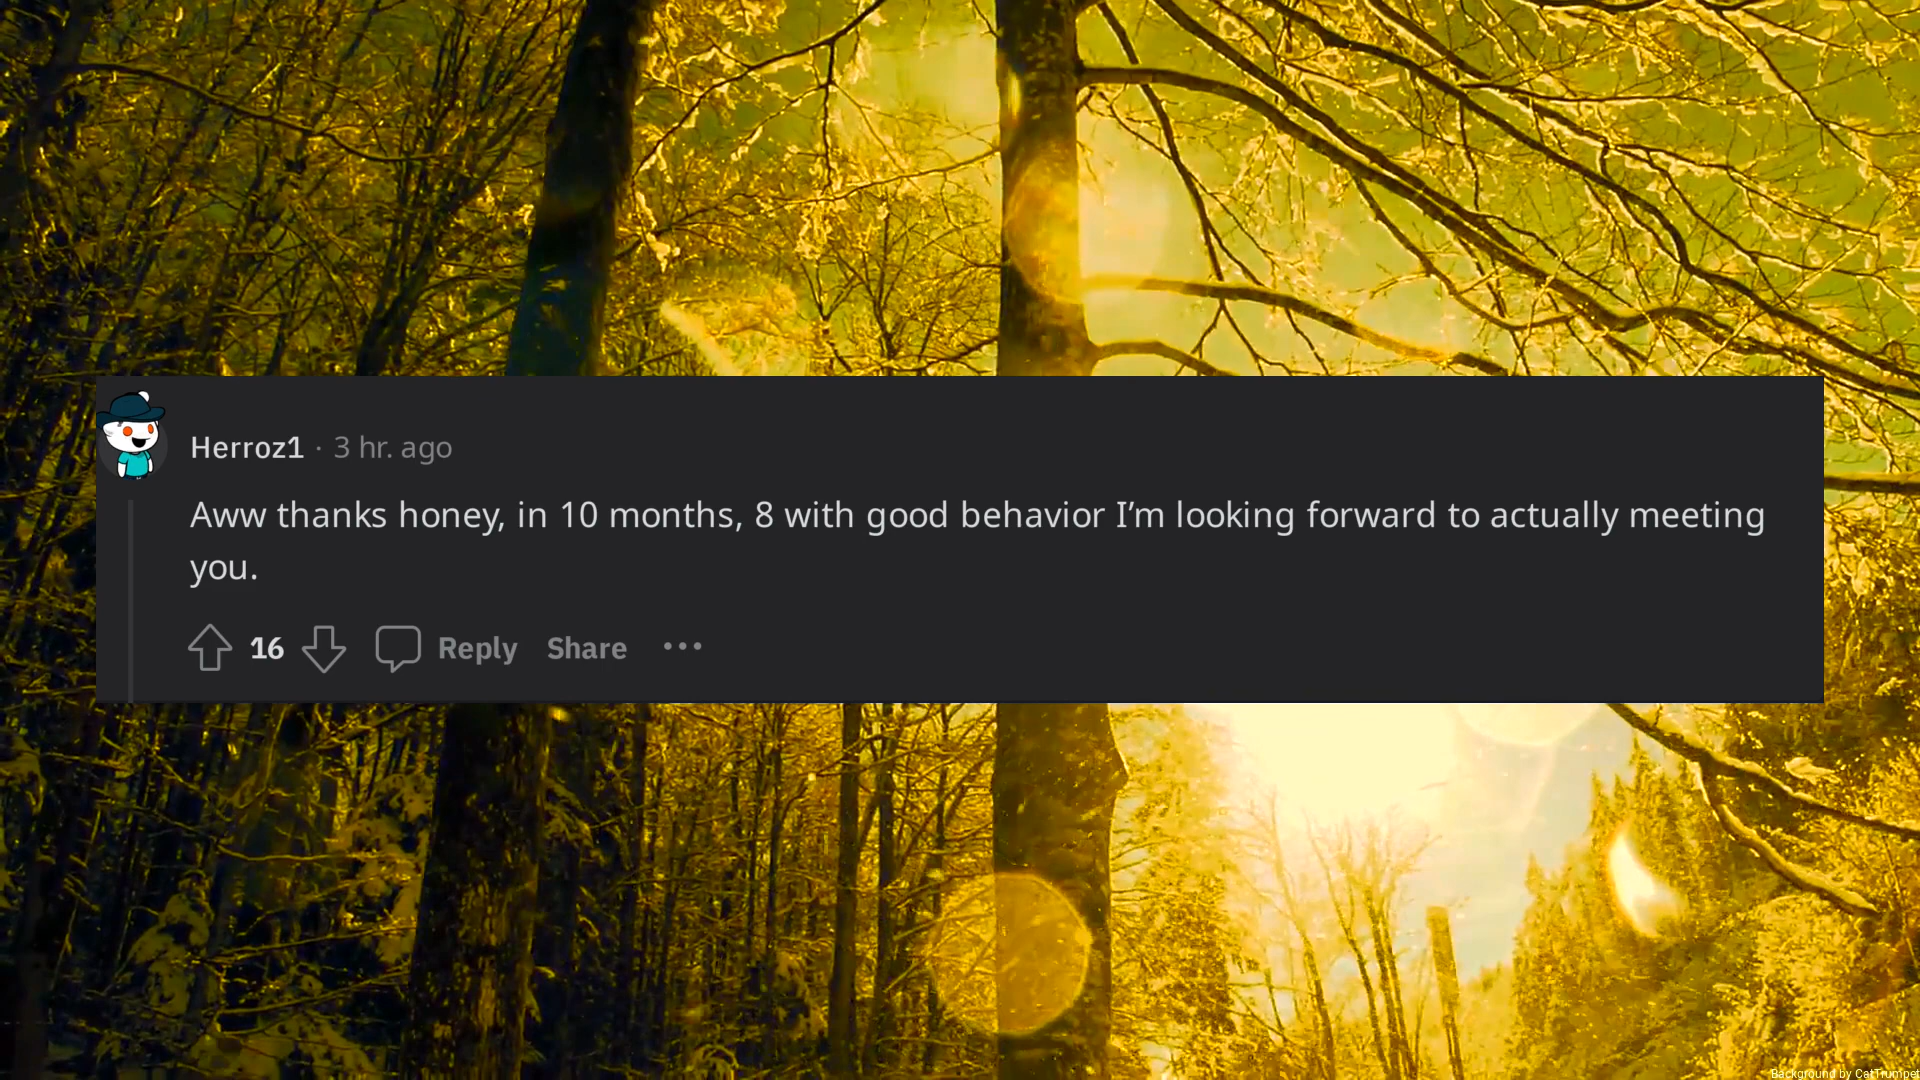 Herroz1 · 3 hr. ago
Aww thanks honey, in 10 months, 8 with good behavior I’m looking forward to actually meeting
you.
16 Reply Share •••
Background by CatTrumpet